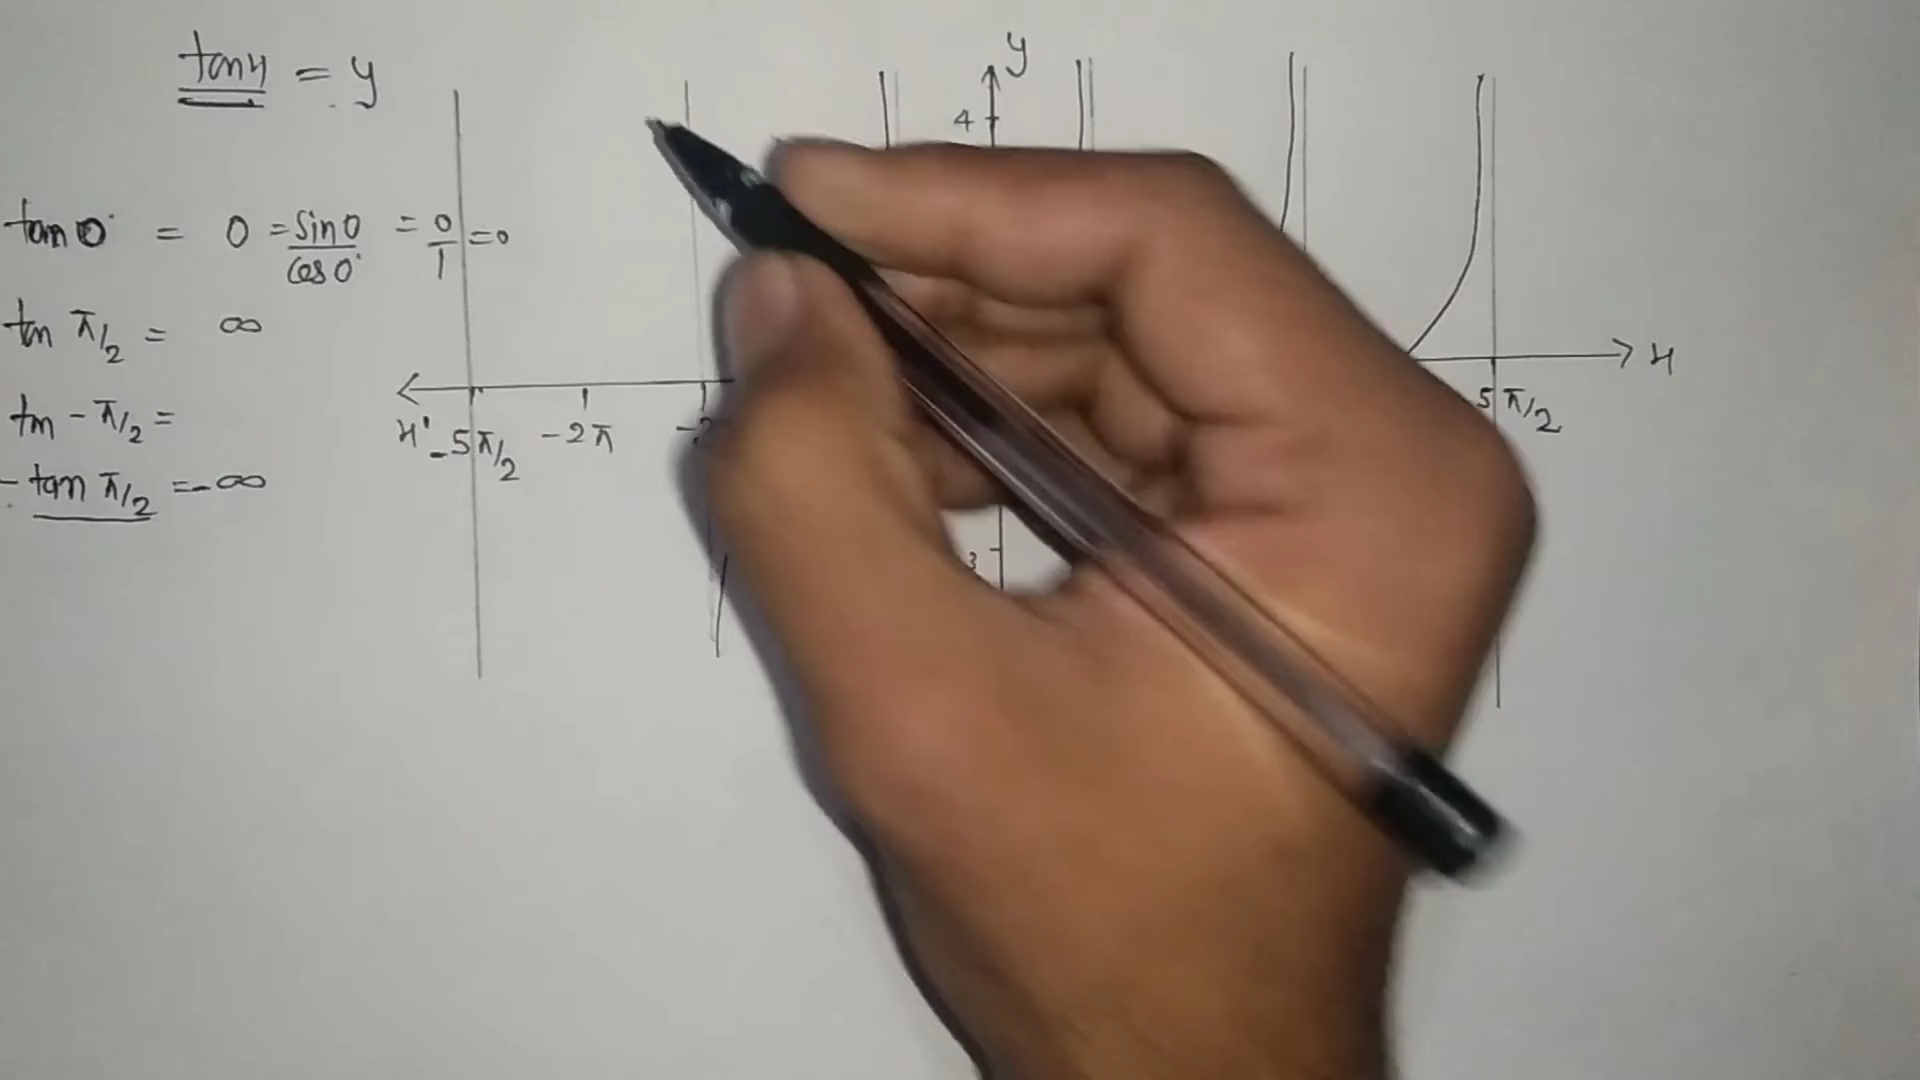 tanx = y
tan 0° = 0 = sin 0 / cos 0° = 0/1 = 0
tan π/2 = ∞
tan - π/2 =
- tan π/2 = - ∞
y
4
3
x' -5π/2 -2π 5π/2 x